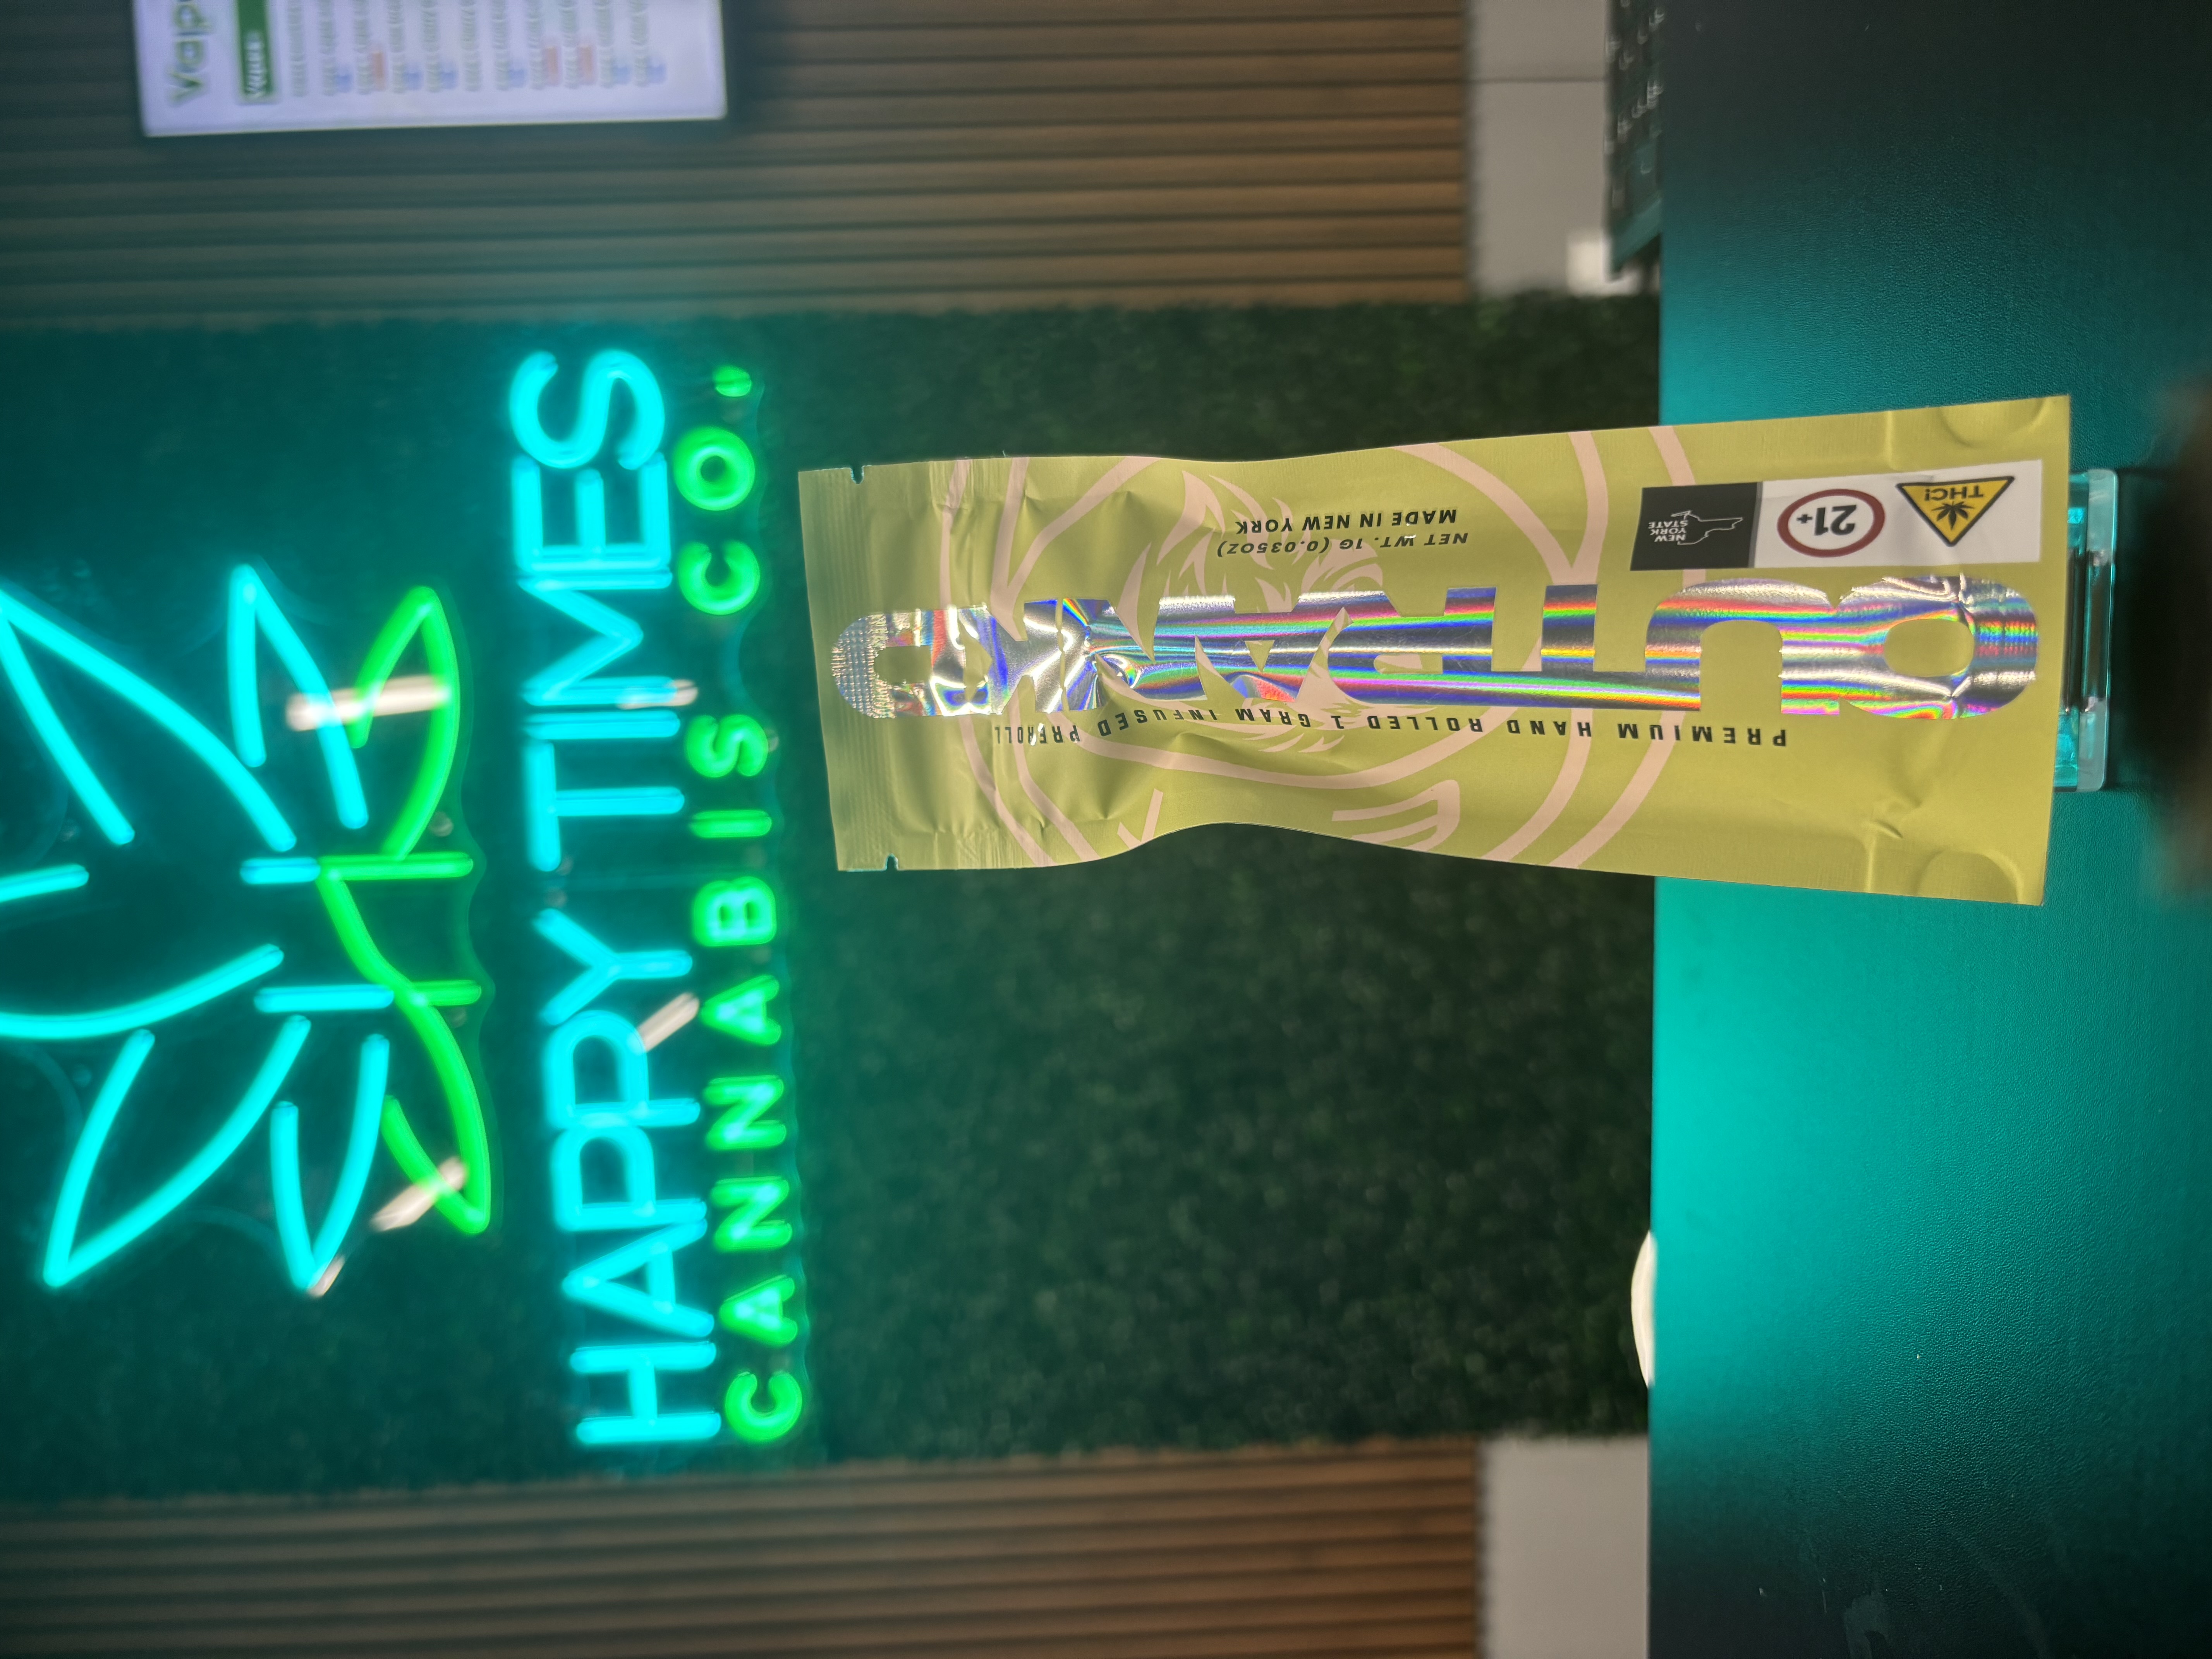 HAPPY TIMES
CANNABIS CO.
PREMIUM HAND ROLLED 1 GRAM INFUSED PREROLL
NET WT. 1G (0.035OZ)
MADE IN NEW YORK
THC!
21+
NEW
YORK
STATE